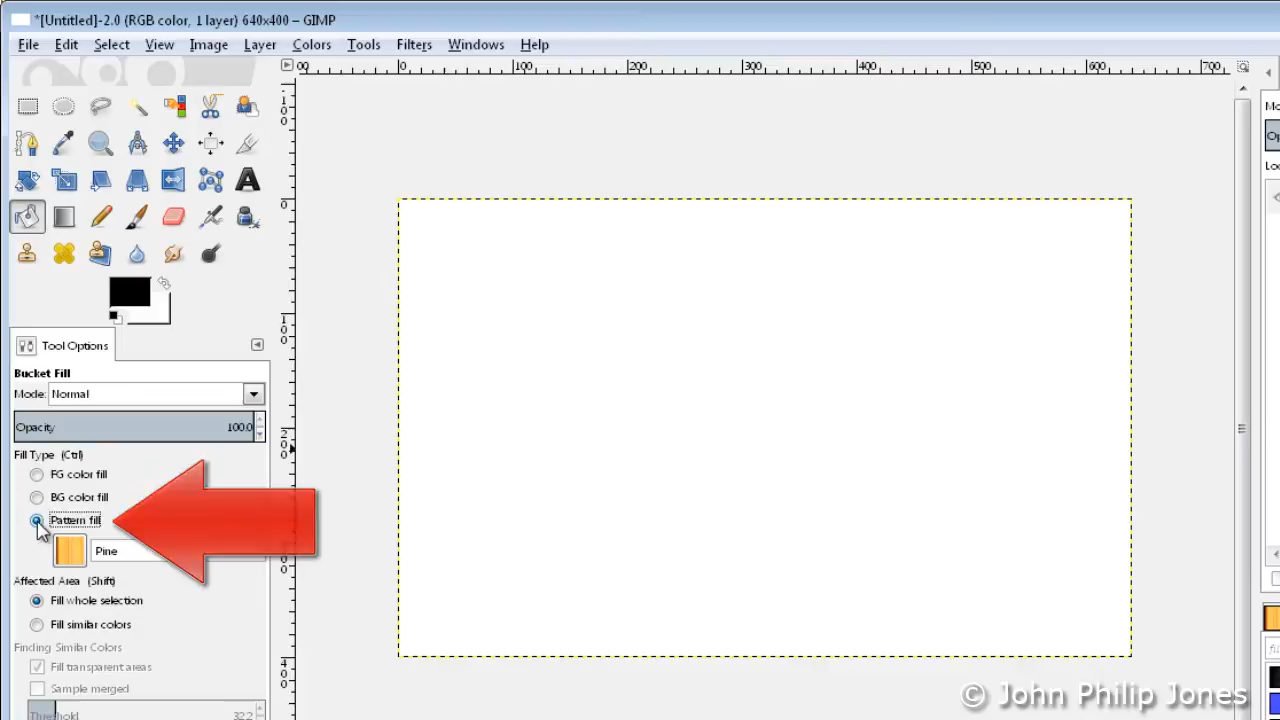 *[Untitled]-2.0 (RGB color, 1 layer) 640x400 – GIMP
File Edit Select View Image Layer Colors Tools Filters Windows Help
00 0 100 200 300 400 500 600 700
Tool Options
Bucket Fill
Mode: Normal
Opacity 100.0
Fill Type (Ctrl)
FG color fill
BG color fill
Pattern fill
Pine
Affected Area (Shift)
Fill whole selection
Fill similar colors
Finding Similar Colors
Fill transparent areas
Sample merged
Threshold 32.2
© John Philip Jones